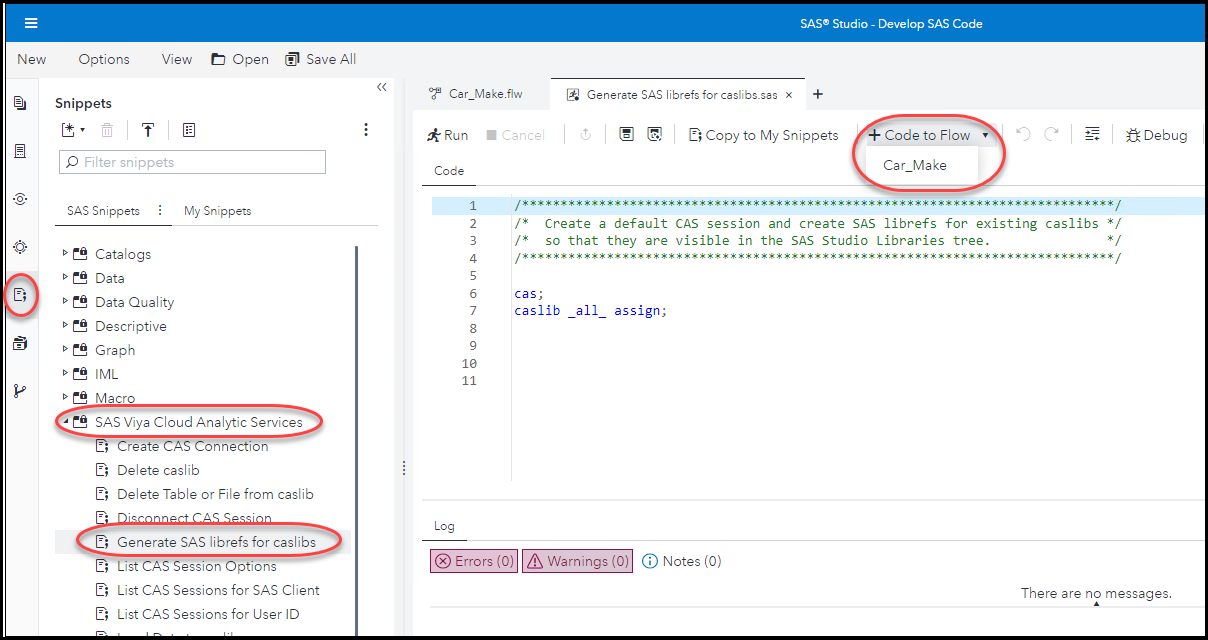 SAS® Studio - Develop SAS Code
New Options View Open Save All
Snippets
Filter snippets
SAS Snippets My Snippets
Catalogs
Data
Data Quality
Descriptive
Graph
IML
Macro
SAS Viya Cloud Analytic Services
Create CAS Connection
Delete caslib
Delete Table or File from caslib
Disconnect CAS Session
Generate SAS librefs for caslibs
List CAS Session Options
List CAS Sessions for SAS Client
List CAS Sessions for User ID
Car_Make.flw Generate SAS librefs for caslibs.sas
Run Cancel Copy to My Snippets Code to Flow Debug
Car_Make
Code
1 /*****************************************************************************/
2 /* Create a default CAS session and create SAS librefs for existing caslibs */
3 /* so that they are visible in the SAS Studio Libraries tree. */
4 /*****************************************************************************/
5
6 cas;
7 caslib _all_ assign;
8
9
10
11
Log
Errors (0) Warnings (0) Notes (0)
There are no messages.